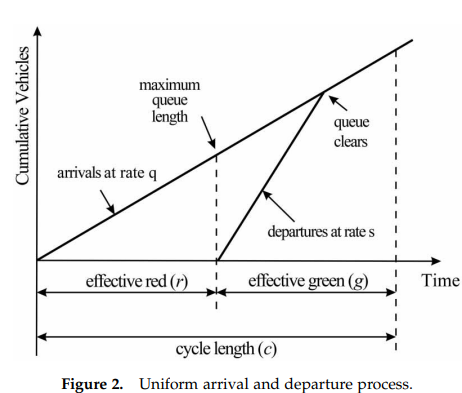 Cumulative Vehicles
maximum
queue
length
queue
clears
arrivals at rate q
departures at rate s
effective red (r)
effective green (g)
Time
cycle length (c)
Figure 2. Uniform arrival and departure process.